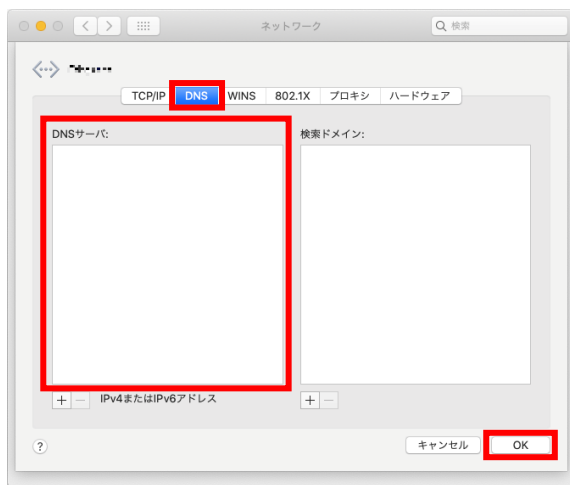 ネットワーク
検索
TCP/IP DNS WINS 802.1X プロキシ ハードウェア
DNSサーバ:
検索ドメイン:
+ − IPv4またはIPv6アドレス
+ −
? キャンセル OK